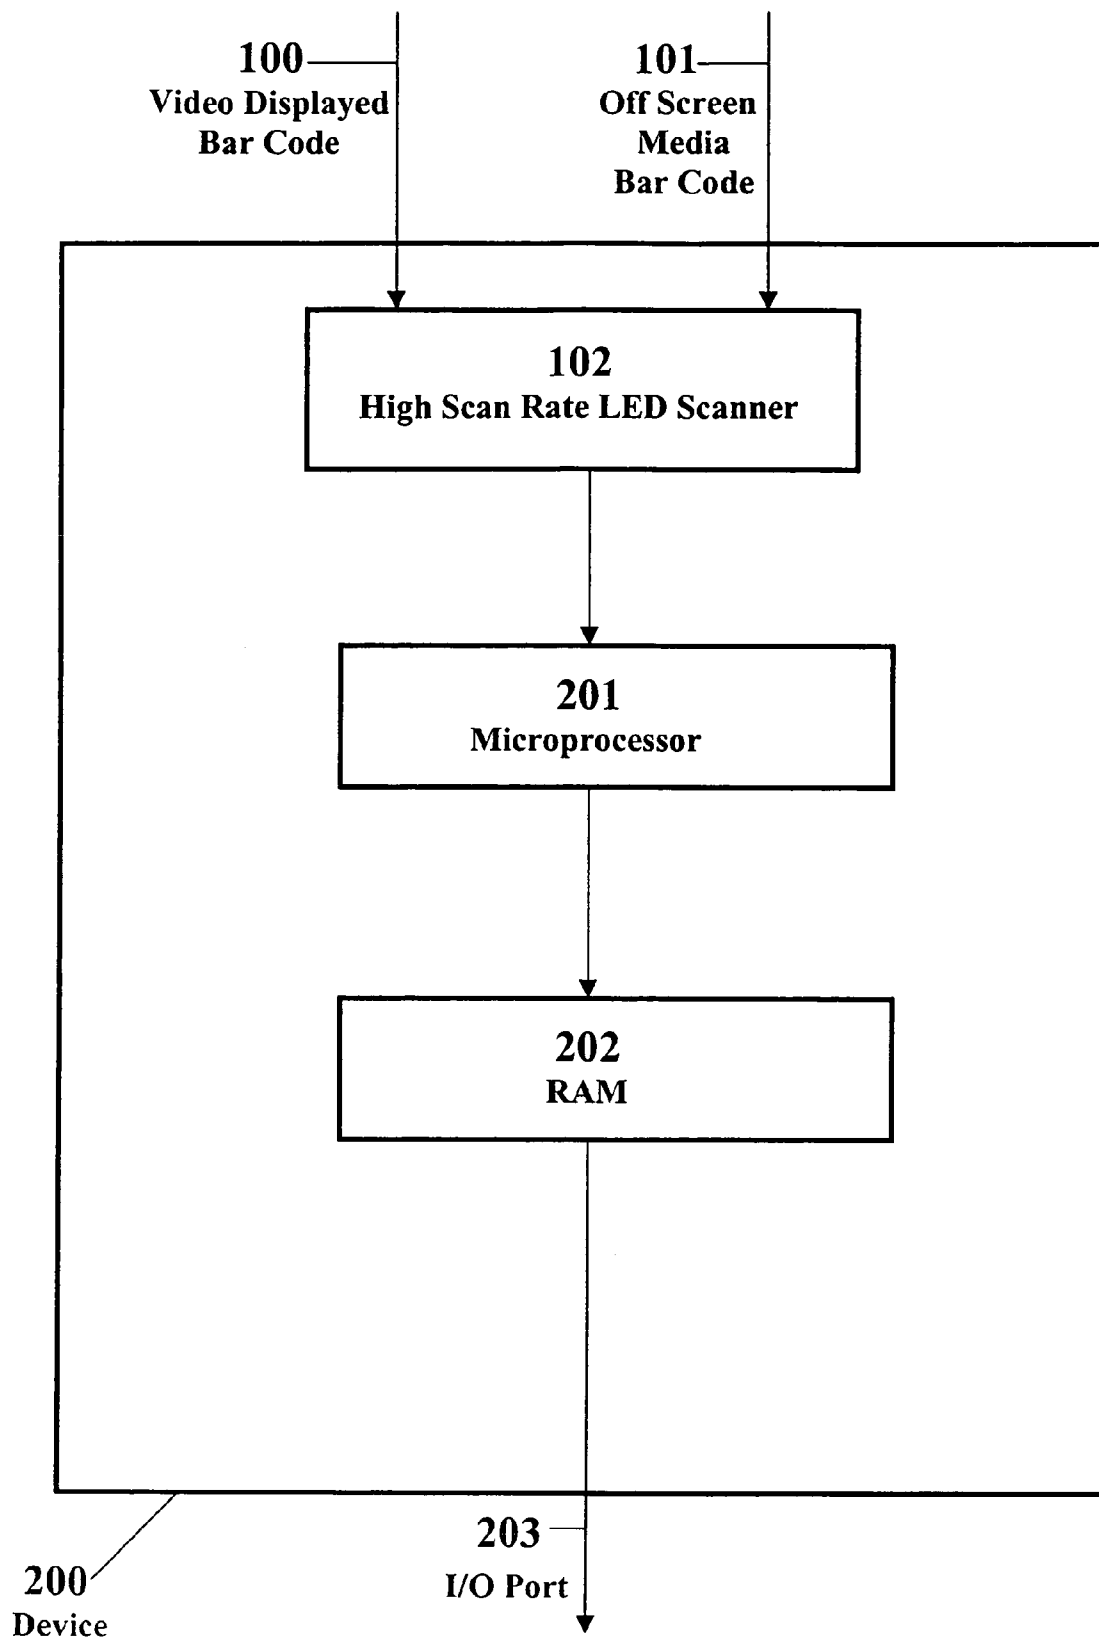 100
Video Displayed
Bar Code
101
Off Screen
Media
Bar Code
102
High Scan Rate LED Scanner
201
Microprocessor
202
RAM
203
I/O Port
200
Device